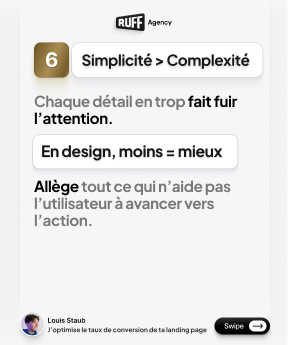 RUFF Agency
6 Simplicité > Complexité
Chaque détail en trop fait fuir
l'attention.
En design, moins = mieux
Allège tout ce qui n'aide pas
l'utilisateur à avancer vers
l'action.
Louis Staub
J'optimise le taux de conversion de ta landing page
Swipe